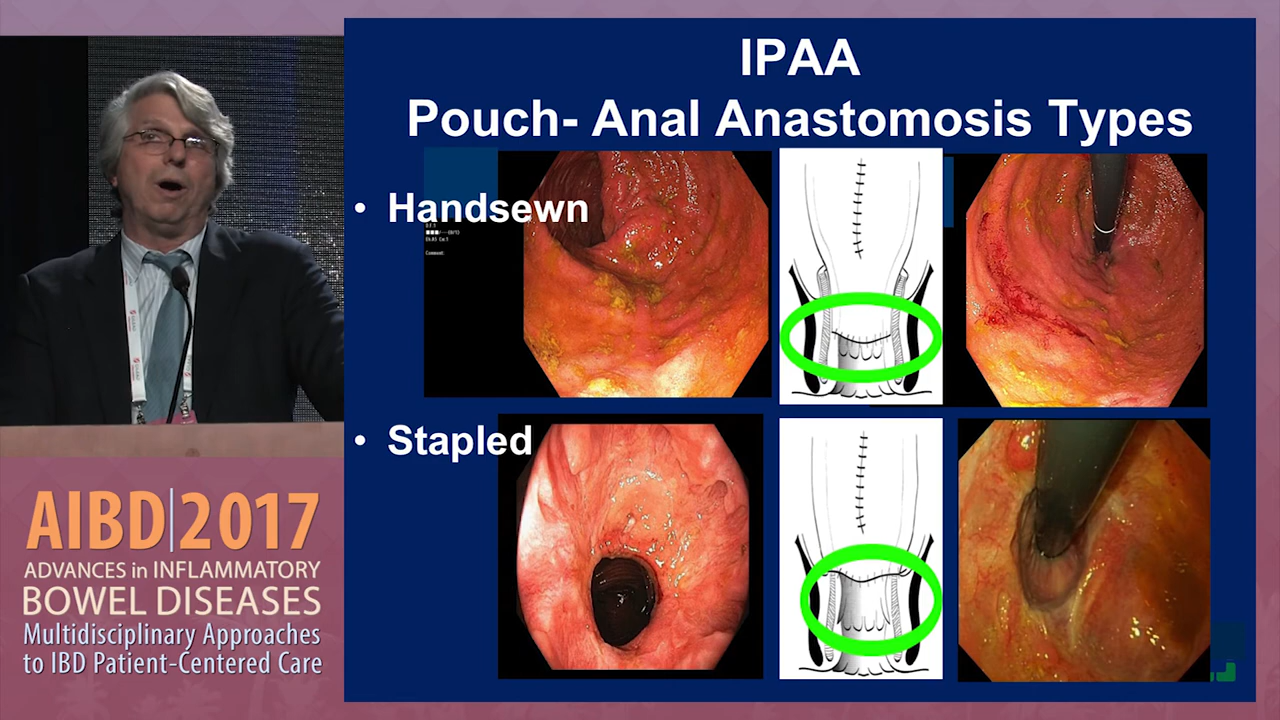 IPAA
Pouch- Anal Anastomosis Types
• Handsewn
Comment:
• Stapled
AIBD|2017
ADVANCES in INFLAMMATORY
BOWEL DISEASES
Multidisciplinary Approaches
to IBD Patient-Centered Care